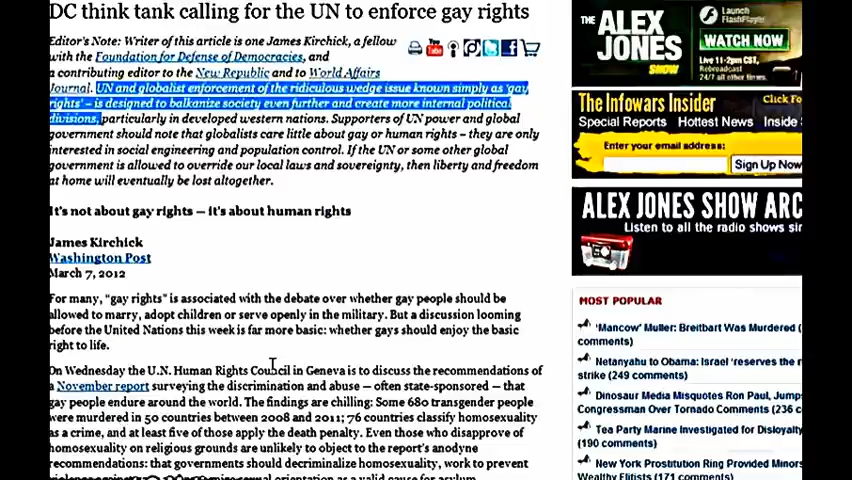 DC think tank calling for the UN to enforce gay rights
Editor's Note: Writer of this article is one James Kirchick, a fellow
with the Foundation for Defense of Democracies, and
a contributing editor to the New Republic and to World Affairs
Journal. UN and globalist enforcement of the ridiculous wedge issue known simply as 'gay
rights' – is designed to balkanize society even further and create more internal political
divisions, particularly in developed western nations. Supporters of UN power and global
government should note that globalists care little about gay or human rights – they are only
interested in social engineering and population control. If the UN or some other global
government is allowed to override our local laws and sovereignty, then liberty and freedom
at home will eventually be lost altogether.
It's not about gay rights — it's about human rights
James Kirchick
Washington Post
March 7, 2012
For many, "gay rights" is associated with the debate over whether gay people should be
allowed to marry, adopt children or serve openly in the military. But a discussion looming
before the United Nations this week is far more basic: whether gays should enjoy the basic
right to life.
On Wednesday the U.N. Human Rights Council in Geneva is to discuss the recommendations of
a November report surveying the discrimination and abuse — often state-sponsored — that
gay people endure around the world. The findings are chilling: Some 680 transgender people
were murdered in 50 countries between 2008 and 2011; 76 countries classify homosexuality
as a crime, and at least five of those apply the death penalty. Even those who disapprove of
homosexuality on religious grounds are unlikely to object to the report's anodyne
recommendations: that governments should decriminalize homosexuality, work to prevent
sexual orientation as a valid cause for asylum
THE ALEX JONES SHOW
Launch FlashPlayer
WATCH NOW
Live 11-2pm CST,
Rebroadcast
24/7 all other times.
The Infowars Insider
Click Fo
Special Reports Hottest News Inside
Enter your email address:
Sign Up Now
ALEX JONES SHOW ARC
Listen to all the radio shows sin
MOST POPULAR
'Mancow' Muller: Breitbart Was Murdered (
comments)
Netanyahu to Obama: Israel 'reserves the r
strike (249 comments)
Dinosaur Media Misquotes Ron Paul, Jump
Congressman Over Tornado Comments (236 c
Tea Party Marine Investigated for Disloyalty
(190 comments)
New York Prostitution Ring Provided Minors
Wealthy Elitists (171 comments)